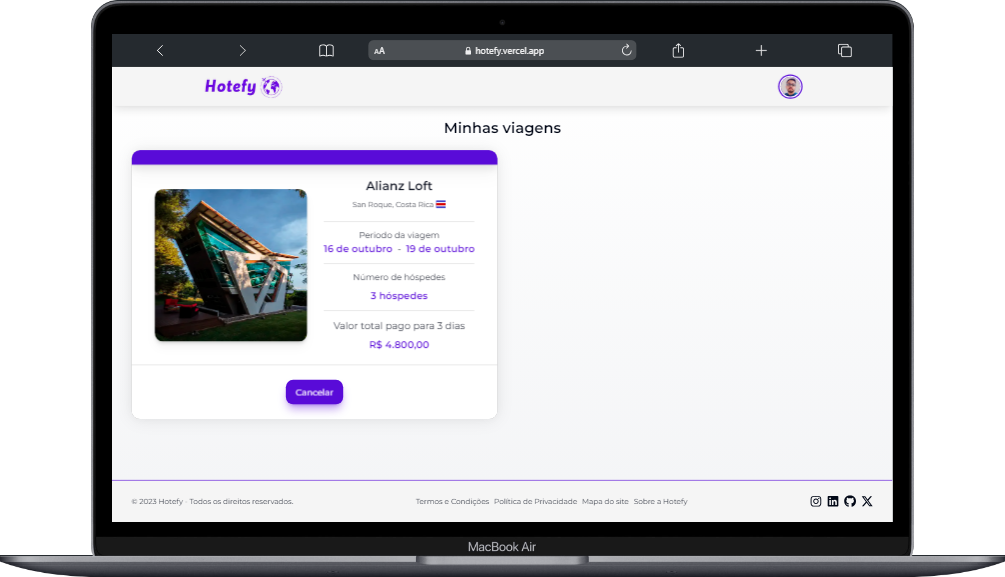 AA
hotefy.vercel.app
Hotefy
Minhas viagens
Alianz Loft
San Roque, Costa Rica
Período da viagem
16 de outubro - 19 de outubro
Número de hóspedes
3 hóspedes
Valor total pago para 3 dias
R$ 4.800,00
Cancelar
© 2023 Hotefy · Todos os direitos reservados.
Termos e Condições Política de Privacidade Mapa do site Sobre a Hotefy
MacBook Air